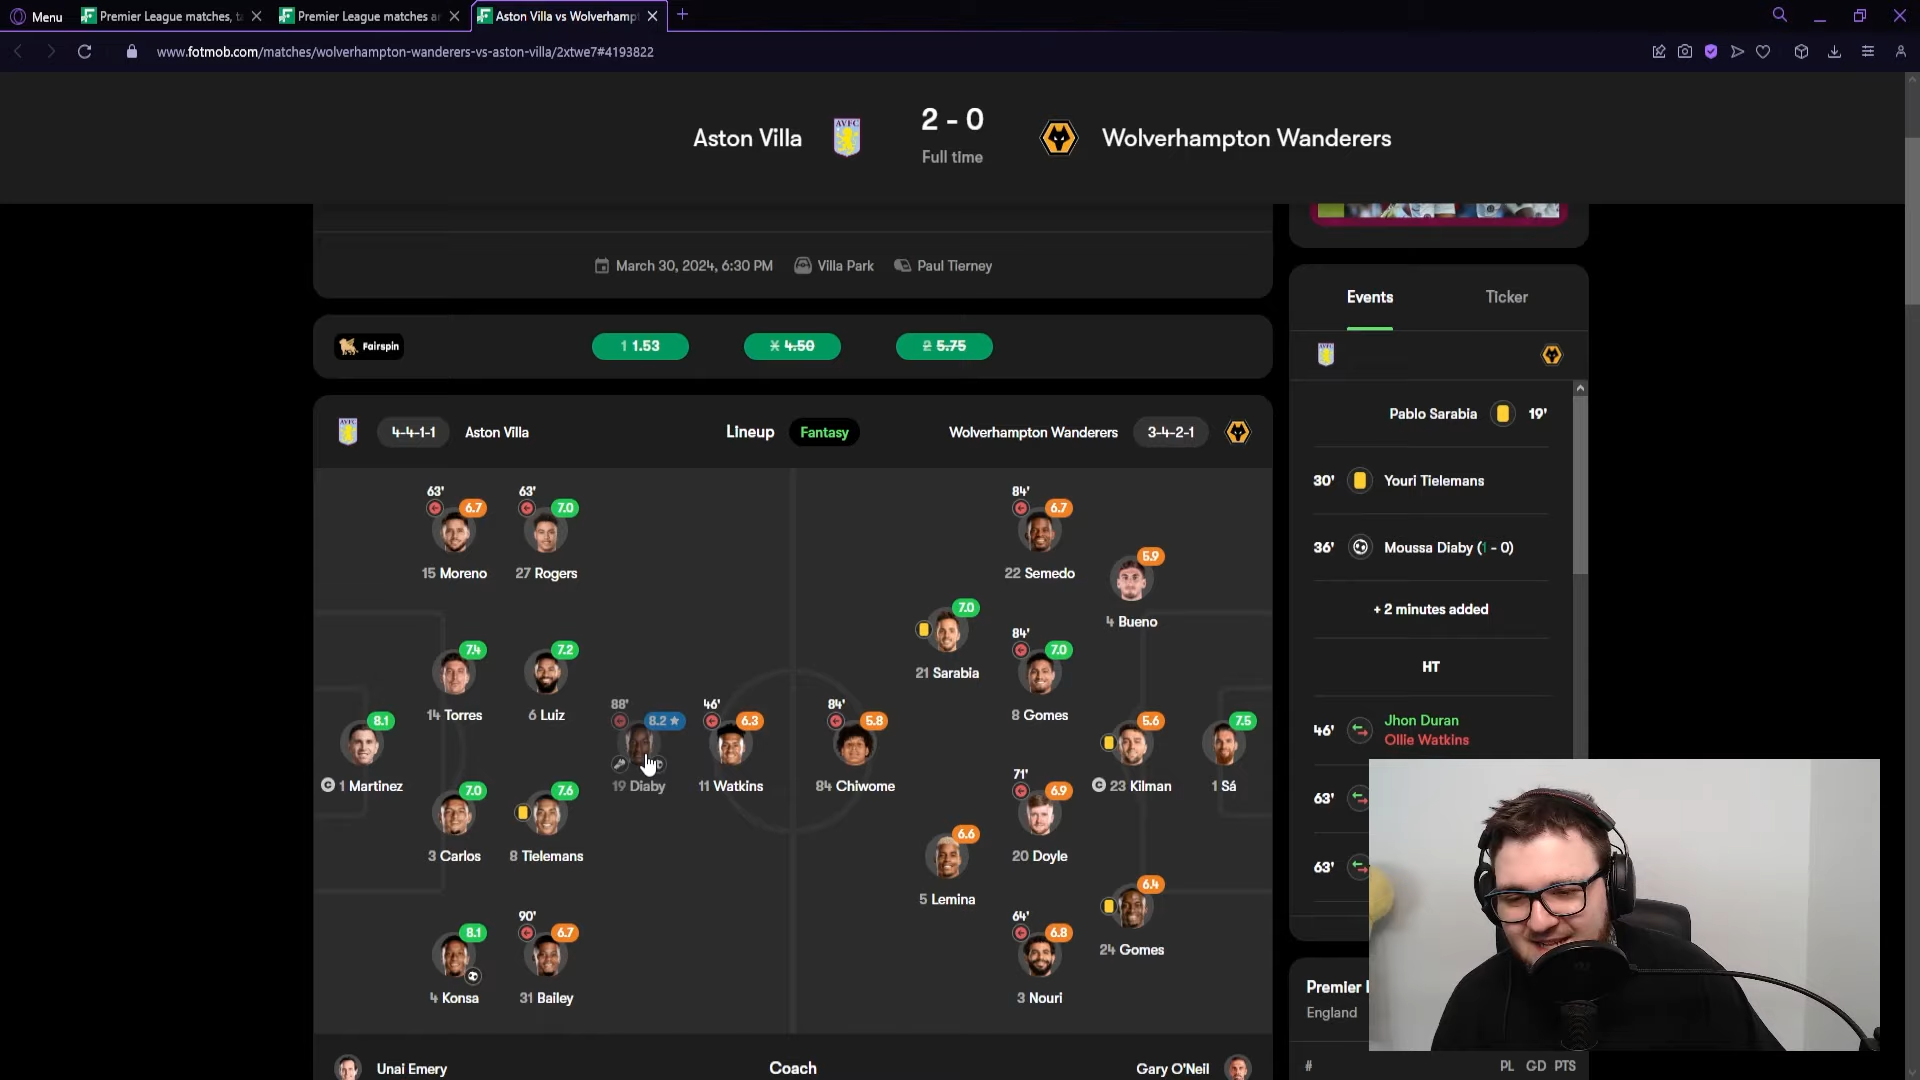 Menu
Premier League matches, ta
Premier League matches ar
Aston Villa vs Wolverhampt
www.fotmob.com/matches/wolverhampton-wanderers-vs-aston-villa/2xtwe7#4193822
Aston Villa
AVFC
2 - 0
Full time
Wolverhampton Wanderers
March 30, 2024, 6:30 PM
Villa Park
Paul Tierney
Fairspin
1 1.53
X 4.50
2 5.75
4-4-1-1
Aston Villa
Lineup
Fantasy
Wolverhampton Wanderers
3-4-2-1
63'
6.7
15 Moreno
63'
7.0
27 Rogers
7.4
14 Torres
7.2
6 Luiz
8.1
C 1 Martinez
88'
8.2
19 Diaby
46'
6.3
11 Watkins
7.0
3 Carlos
7.6
8 Tielemans
8.1
4 Konsa
90'
6.7
31 Bailey
84'
6.7
22 Semedo
5.9
4 Bueno
7.0
21 Sarabia
84'
7.0
8 Gomes
84'
5.8
84 Chiwome
5.6
C 23 Kilman
7.5
1 Sá
71'
6.9
20 Doyle
6.6
5 Lemina
6.4
24 Gomes
64'
6.8
3 Nouri
Unai Emery
Coach
Gary O'Neil
Events
Ticker
Pablo Sarabia 19'
30' Youri Tielemans
36' Moussa Diaby (1 - 0)
+ 2 minutes added
HT
46' Jhon Duran
Ollie Watkins
63'
63'
Premier
England
# PL GD PTS